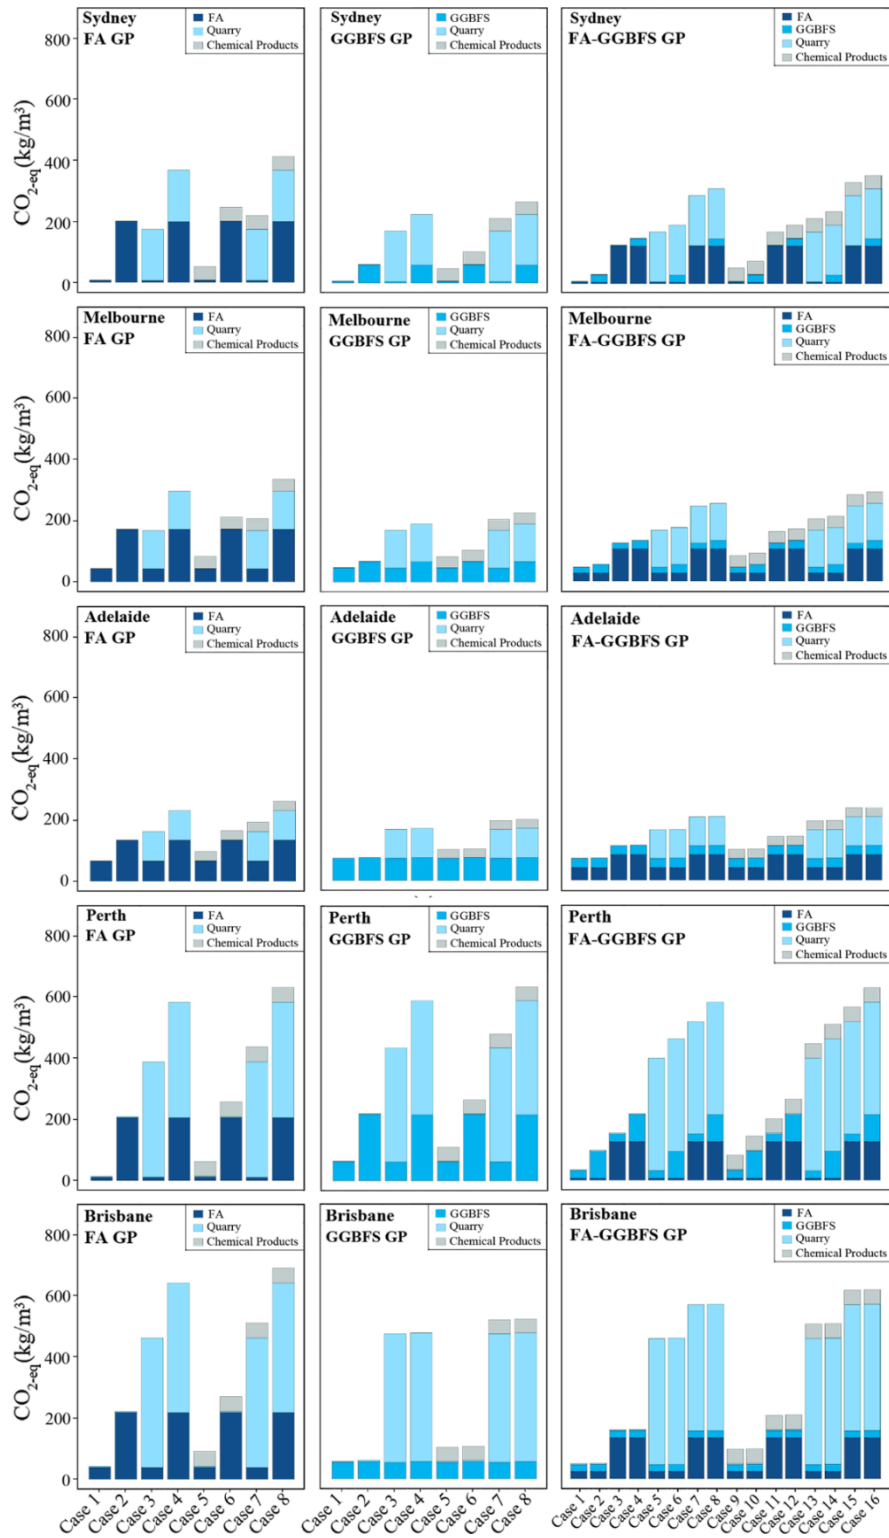 Sydney
FA GP
FA
Quarry
Chemical Products
Sydney
GGBFS GP
GGBFS
Quarry
Chemical Products
Sydney
FA-GGBFS GP
FA
GGBFS
Quarry
Chemical Products
CO2-eq(kg/m³)
800
600
400
200
0
Melbourne
FA GP
FA
Quarry
Chemical Products
Melbourne
GGBFS GP
GGBFS
Quarry
Chemical Products
Melbourne
FA-GGBFS GP
FA
GGBFS
Quarry
Chemical Products
CO2-eq(kg/m³)
800
600
400
200
0
Adelaide
FA GP
FA
Quarry
Chemical Products
Adelaide
GGBFS GP
GGBFS
Quarry
Chemical Products
Adelaide
FA-GGBFS GP
FA
GGBFS
Quarry
Chemical Products
CO2-eq(kg/m³)
800
600
400
200
0
Perth
FA GP
FA
Quarry
Chemical Products
Perth
GGBFS GP
GGBFS
Quarry
Chemical Products
Perth
FA-GGBFS GP
FA
GGBFS
Quarry
Chemical Products
CO2-eq(kg/m³)
800
600
400
200
0
Brisbane
FA GP
FA
Quarry
Chemical Products
Brisbane
GGBFS GP
GGBFS
Quarry
Chemical Products
Brisbane
FA-GGBFS GP
FA
GGBFS
Quarry
Chemical Products
CO2-eq(kg/m³)
800
600
400
200
0
Case 1
Case 2
Case 3
Case 4
Case 5
Case 6
Case 7
Case 8
Case 1
Case 2
Case 3
Case 4
Case 5
Case 6
Case 7
Case 8
Case 1
Case 2
Case 3
Case 4
Case 5
Case 6
Case 7
Case 8
Case 9
Case 10
Case 11
Case 12
Case 13
Case 14
Case 15
Case 16